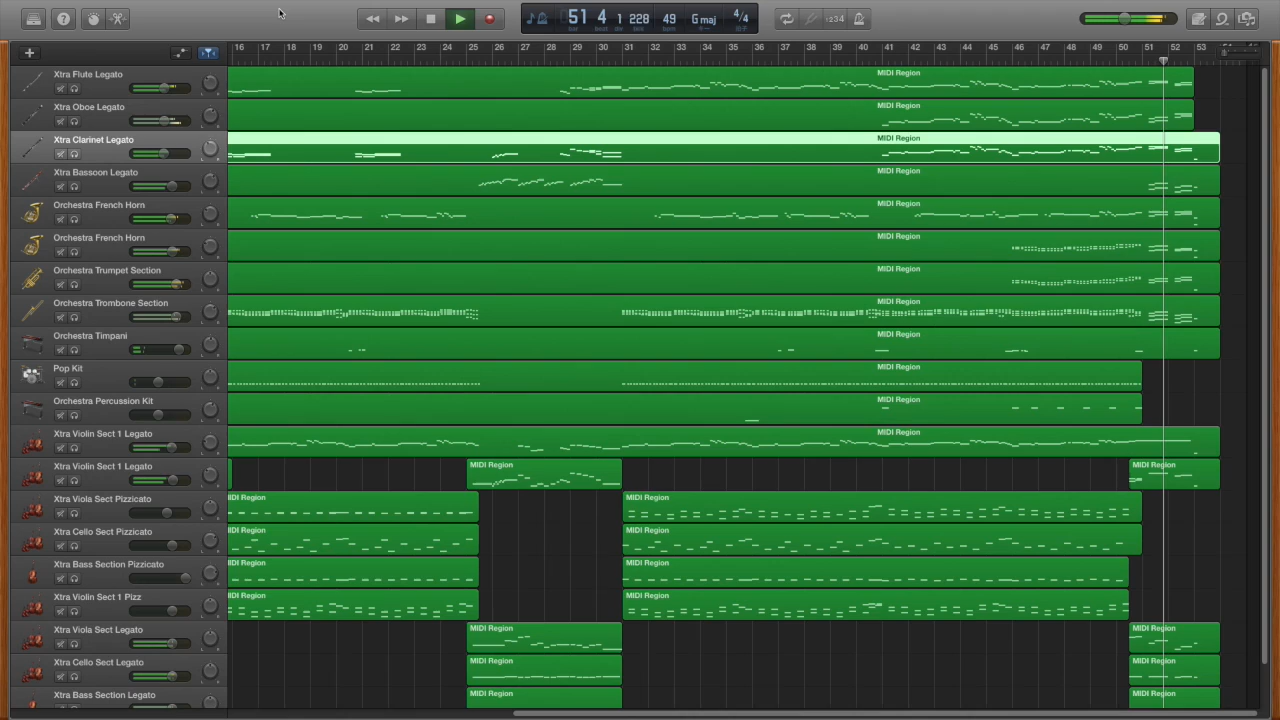 51 4 1 228 49 G maj 4/4
bar beat div
1234
16 17 18 19 20 21 22 23 24 25 26 27 28 29 30 31 32 33 34 35 36 37 38 39 40 41 42 43 44 45 46 47 48 49 50 51 52 53
Xtra Flute Legato
MIDI Region
Xtra Oboe Legato
MIDI Region
Xtra Clarinet Legato
MIDI Region
Xtra Bassoon Legato
MIDI Region
Orchestra French Horn
MIDI Region
Orchestra French Horn
MIDI Region
Orchestra Trumpet Section
MIDI Region
Orchestra Trombone Section
MIDI Region
Orchestra Timpani
MIDI Region
Pop Kit
MIDI Region
Orchestra Percussion Kit
MIDI Region
Xtra Violin Sect 1 Legato
MIDI Region
Xtra Violin Sect 1 Legato
MIDI Region MIDI Region
Xtra Viola Sect Pizzicato
MIDI Region MIDI Region
Xtra Cello Sect Pizzicato
MIDI Region MIDI Region
Xtra Bass Section Pizzicato
MIDI Region MIDI Region
Xtra Violin Sect 1 Pizz
MIDI Region MIDI Region
Xtra Viola Sect Legato
MIDI Region MIDI Region
Xtra Cello Sect Legato
MIDI Region MIDI Region
Xtra Bass Section Legato
MIDI Region MIDI Region